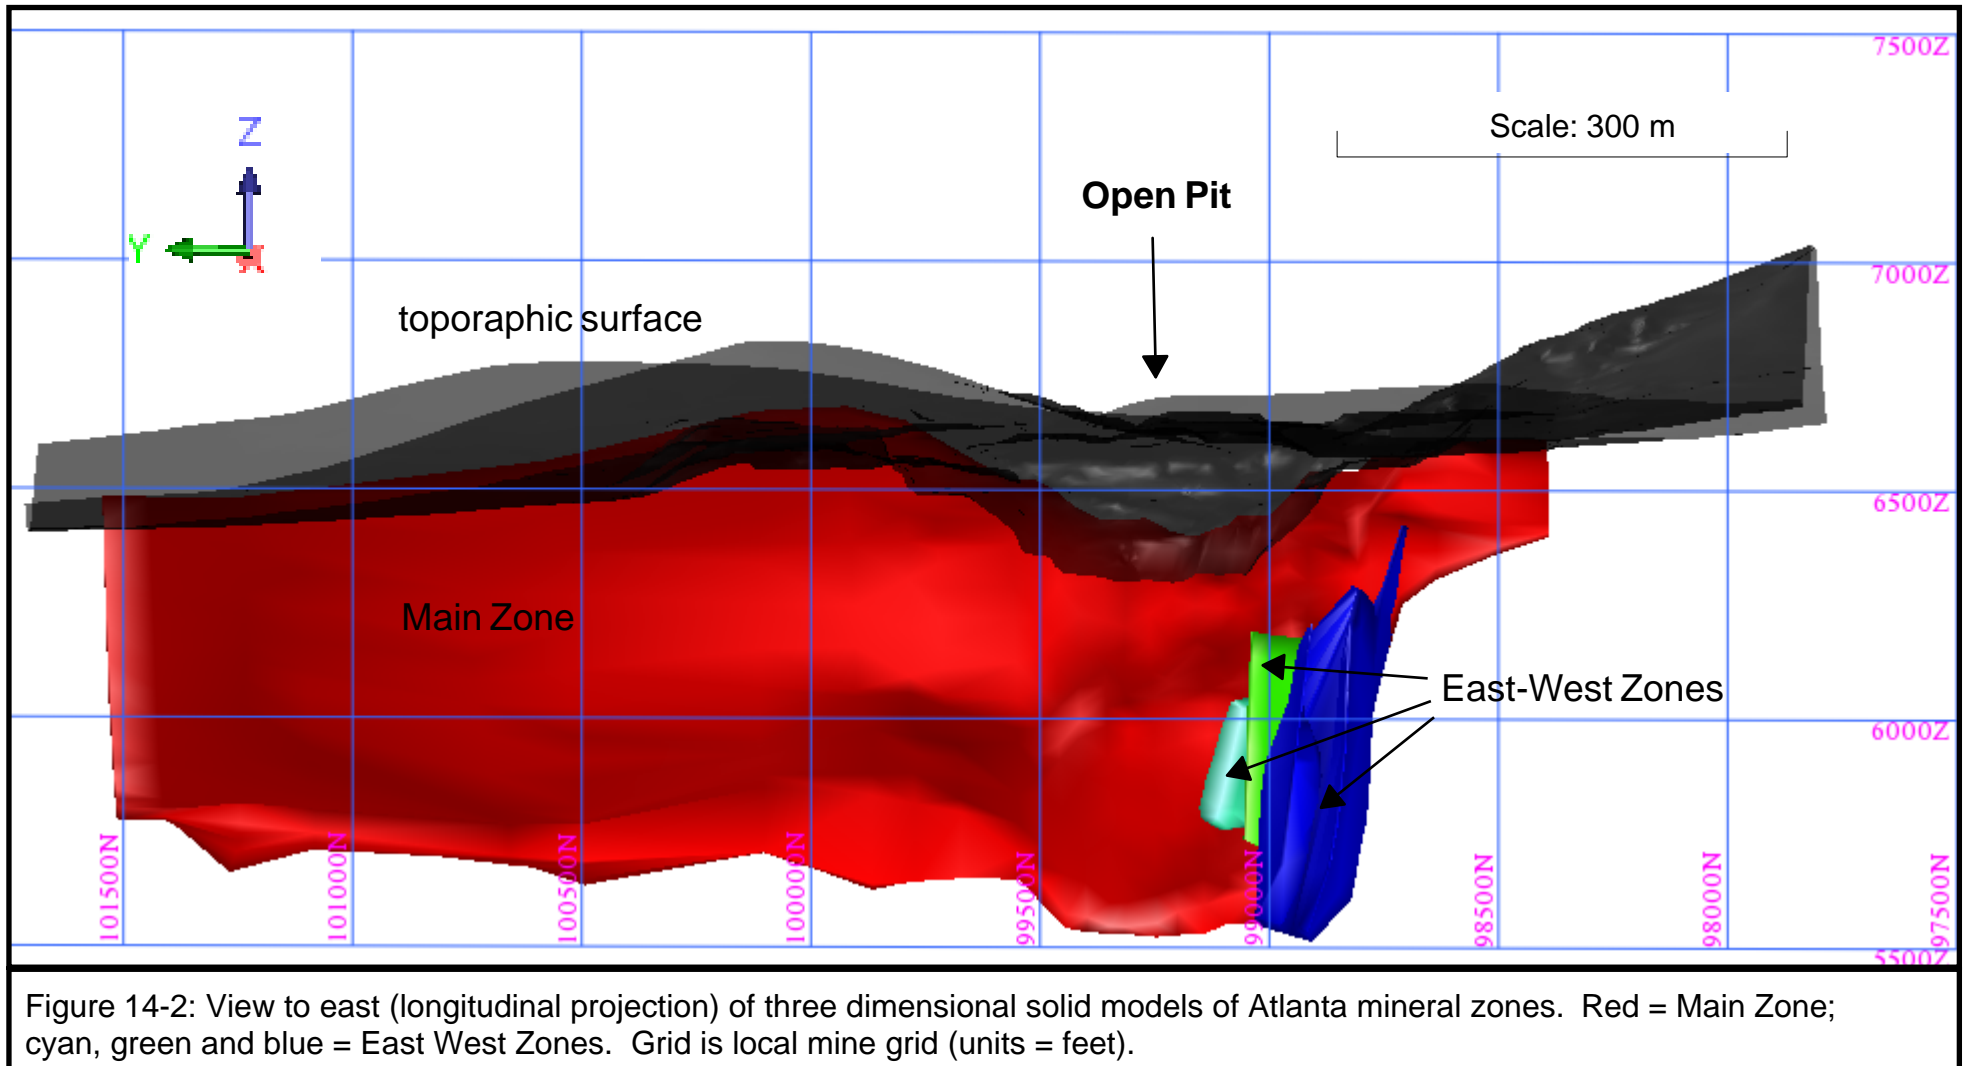 7500Z
Scale: 300 m
Z
Open Pit
Y
7000Z
toporaphic surface
6500Z
Main Zone
East-West Zones
6000Z
101500N
101000N
100500N
100000N
99500N
99000N
98500N
98000N
97500N
5500Z
Figure 14-2: View to east (longitudinal projection) of three dimensional solid models of Atlanta mineral zones. Red = Main Zone;
cyan, green and blue = East West Zones. Grid is local mine grid (units = feet).